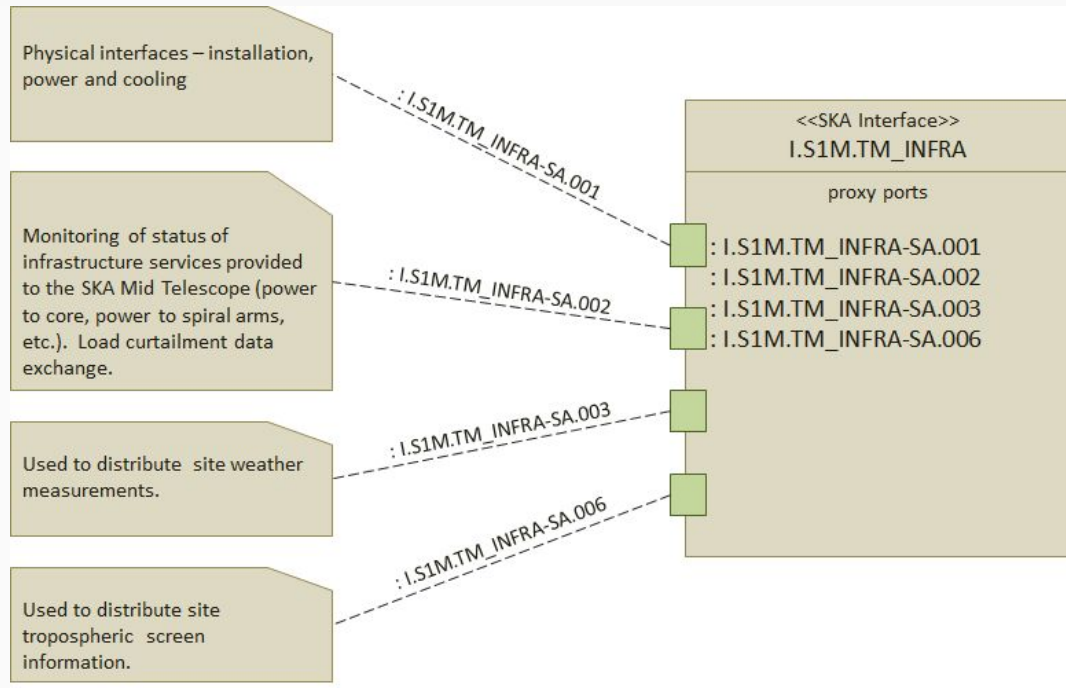 Physical interfaces – installation,
power and cooling
: I.S1M.TM_INFRA-SA.001
<<SKA Interface>>
I.S1M.TM_INFRA
proxy ports
: I.S1M.TM_INFRA-SA.001
: I.S1M.TM_INFRA-SA.002
: I.S1M.TM_INFRA-SA.003
: I.S1M.TM_INFRA-SA.006
Monitoring of status of
infrastructure services provided
to the SKA Mid Telescope (power
to core, power to spiral arms,
etc.). Load curtailment data
exchange.
: I.S1M.TM_INFRA-SA.002
Used to distribute site weather
measurements.
: I.S1M.TM_INFRA-SA.003
Used to distribute site
tropospheric screen
information.
: I.S1M.TM_INFRA-SA.006